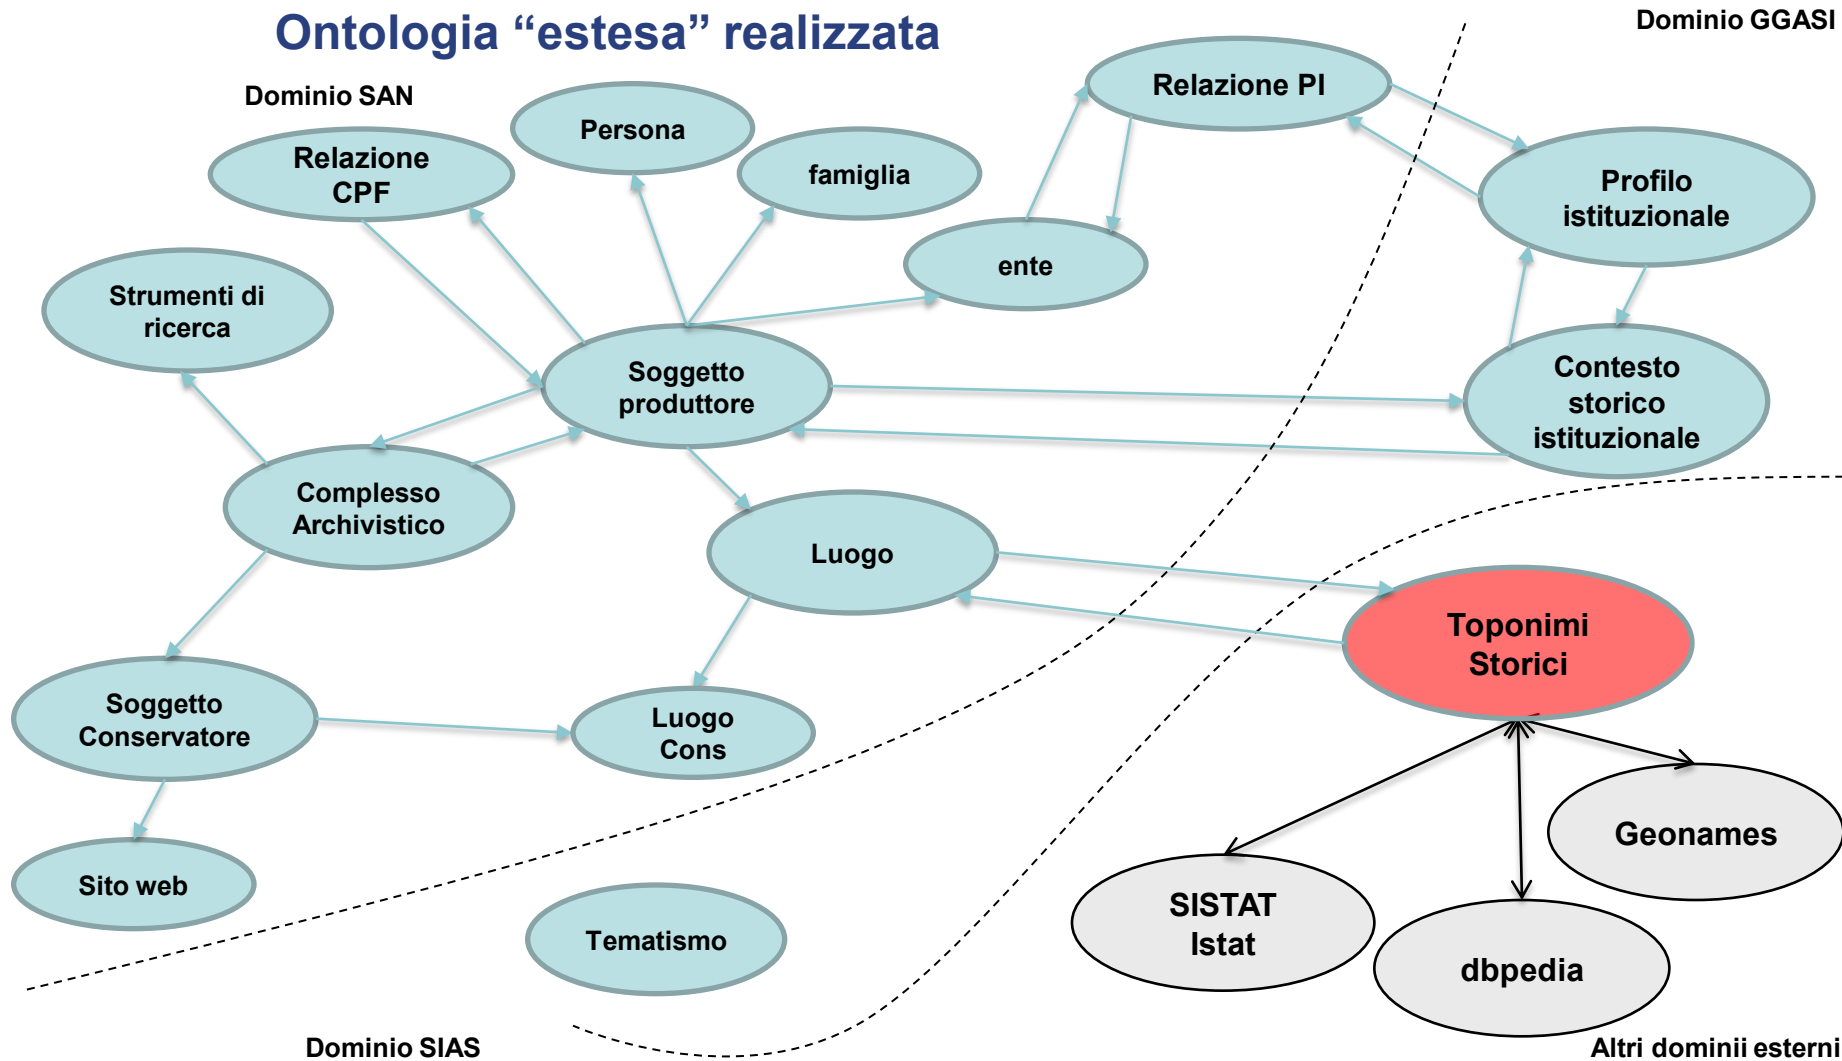 Ontologia “estesa” realizzata
Dominio GGASI
Dominio SAN
Relazione PI
Persona
Relazione
CPF
famiglia
Profilo
istituzionale
ente
Strumenti di
ricerca
Soggetto
produttore
Contesto
storico
istituzionale
Complesso
Archivistico
Luogo
Toponimi
Storici
Soggetto
Conservatore
Luogo
Cons
Geonames
Sito web
SISTAT
Istat
Tematismo
dbpedia
Dominio SIAS
Altri dominii esterni